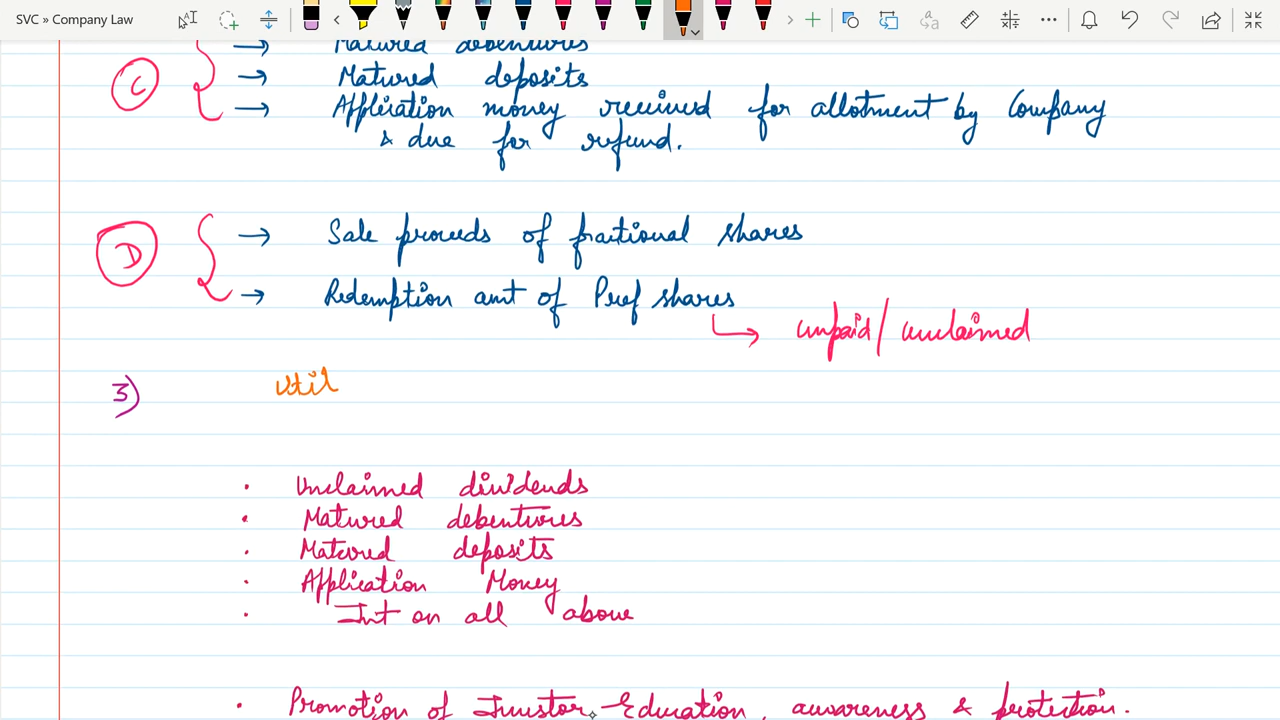 SVC » Company Law
C
→ Matured debentures
→ Matured deposits
→ Application money received for allotment by Company
& due for refund.
D
→ Sale proceeds of fractional shares
→ Redemption amt of Pref shares
↳ unpaid/unclaimed
3) Util
· Unclaimed dividends
· Matured debentures
· Matured deposits
· Application Money
· Int on all above
· Promotion of Investor Education, awareness & protection.